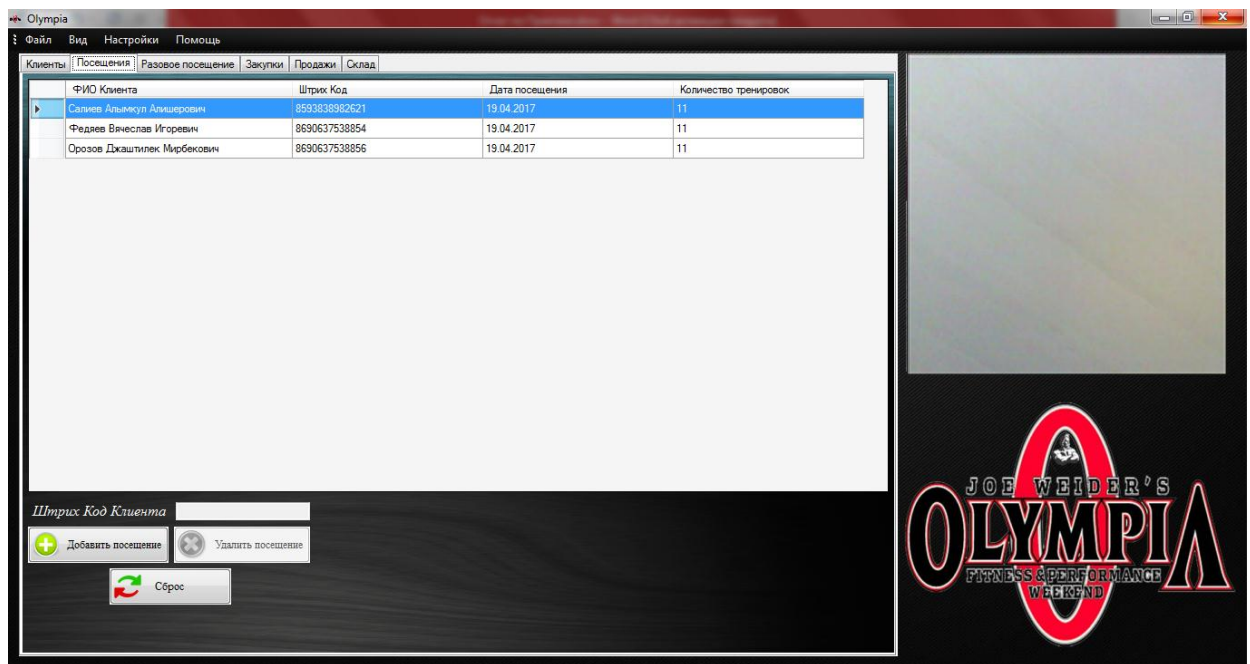 Olympia
Файл Вид Настройки Помощь
Клиенты Посещения Разовое посещение Закупки Продажи Склад
ФИО Клиента Штрих Код Дата посещения Количество тренировок
Салиев Алымкул Алишерович 8593838982621 19.04.2017 11
Федяев Вячеслав Игоревич 8690637538854 19.04.2017 11
Орозов Джаштилек Мирбекович 8690637538856 19.04.2017 11
Штрих Код Клиента
Добавить посещение Удалить посещение
Сброс
JOE WEIDER'S
OLYMPIA
FITNESS & PERFORMANCE
WEEKEND